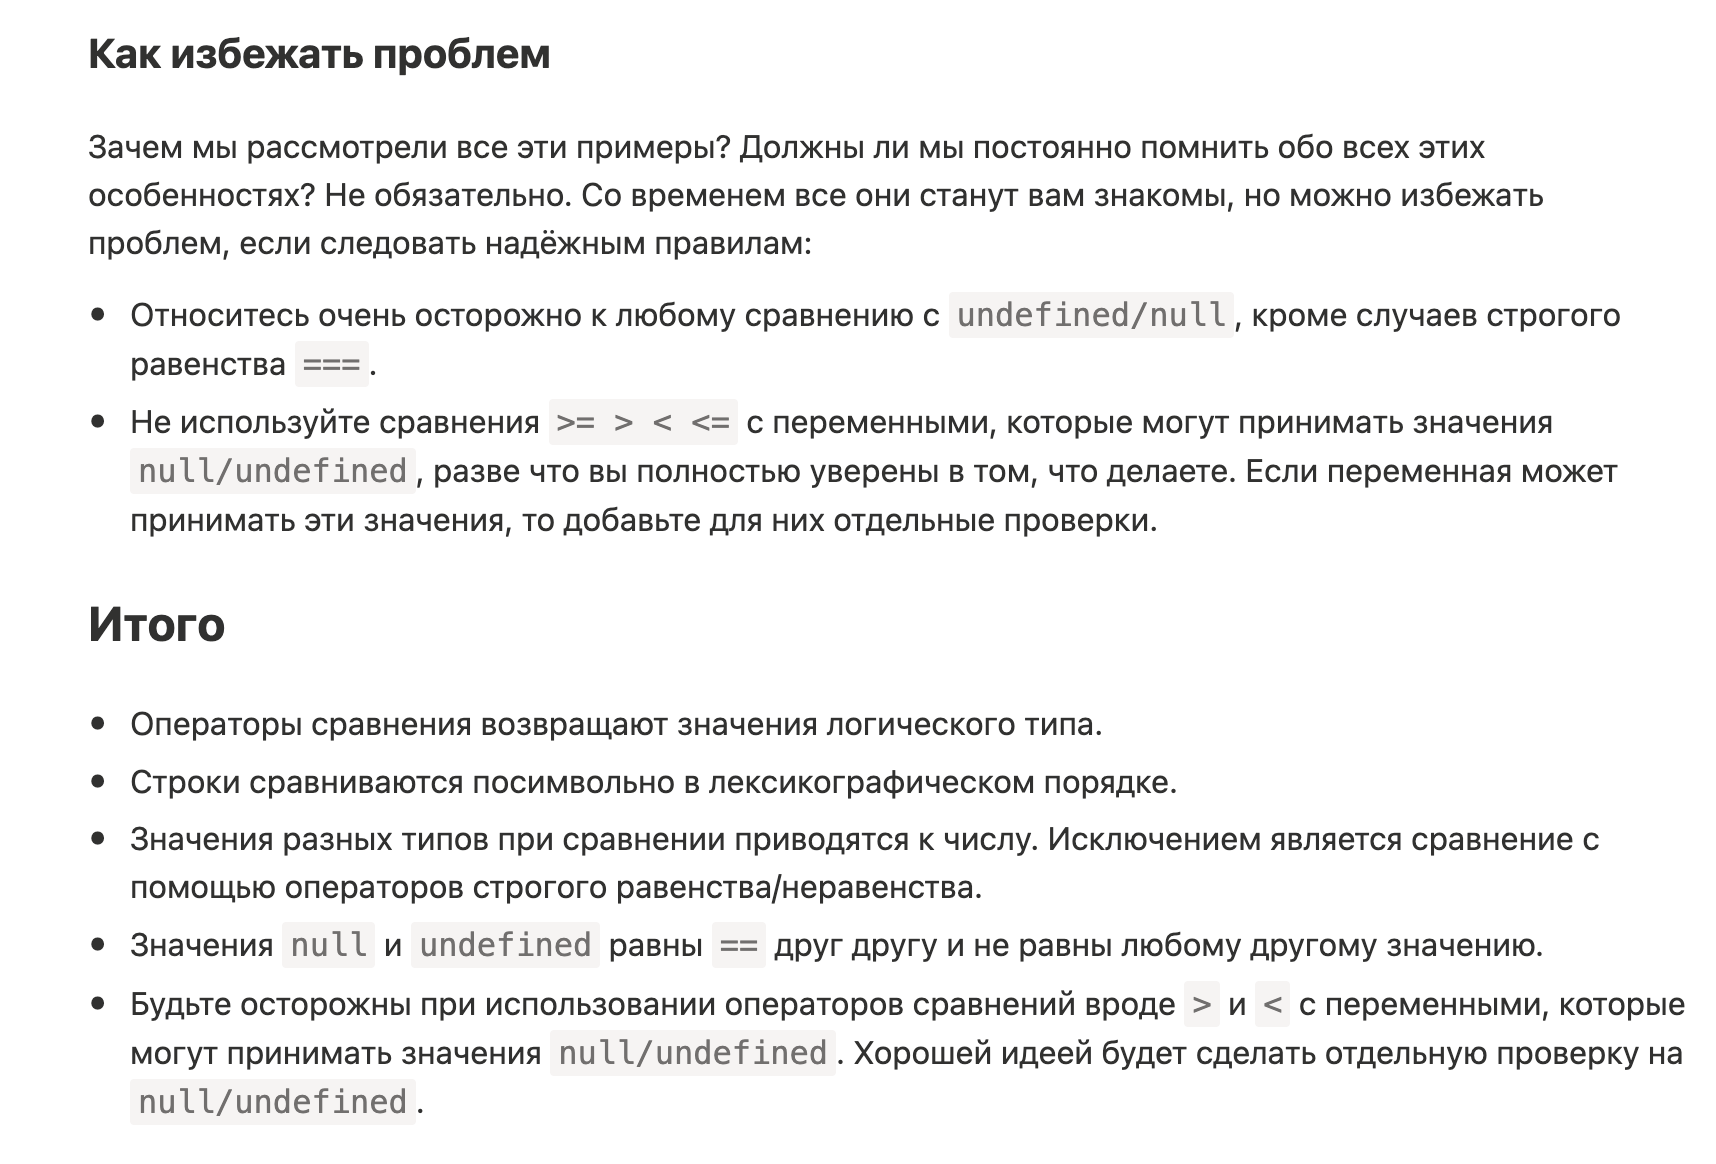 Как избежать проблем
Зачем мы рассмотрели все эти примеры? Должны ли мы постоянно помнить обо всех этих
особенностях? Не обязательно. Со временем все они станут вам знакомы, но можно избежать
проблем, если следовать надёжным правилам:
• Относитесь очень осторожно к любому сравнению с undefined/null, кроме случаев строгого
равенства ===.
• Не используйте сравнения >= > < <= с переменными, которые могут принимать значения
null/undefined, разве что вы полностью уверены в том, что делаете. Если переменная может
принимать эти значения, то добавьте для них отдельные проверки.
Итого
• Операторы сравнения возвращают значения логического типа.
• Строки сравниваются посимвольно в лексикографическом порядке.
• Значения разных типов при сравнении приводятся к числу. Исключением является сравнение с
помощью операторов строгого равенства/неравенства.
• Значения null и undefined равны == друг другу и не равны любому другому значению.
• Будьте осторожны при использовании операторов сравнений вроде > и < с переменными, которые
могут принимать значения null/undefined. Хорошей идеей будет сделать отдельную проверку на
null/undefined.